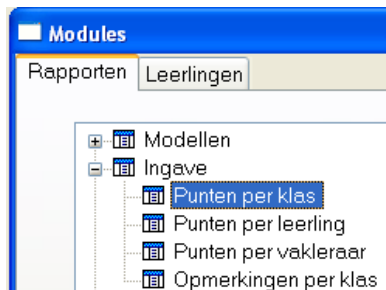 Modules
Rapporten Leerlingen
Modellen
Ingave
Punten per klas
Punten per leerling
Punten per vakleraar
Opmerkingen per klas